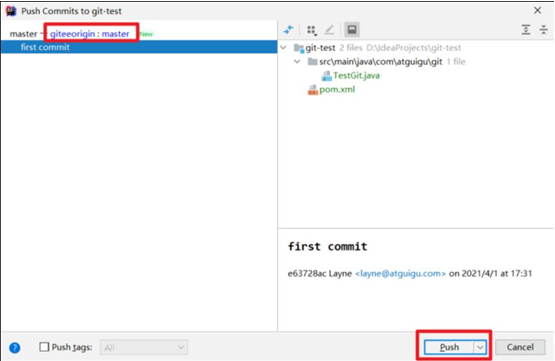 Push Commits to git-test
master → giteeorigin : master New
first commit
git-test 2 files D:\IdeaProjects\git-test
src\main\java\com\atguigu\git 1 file
TestGit.java
pom.xml
first commit
e63728ac Layne <layne@atguigu.com> on 2021/4/1 at 17:31
? Push tags: All
Push Cancel